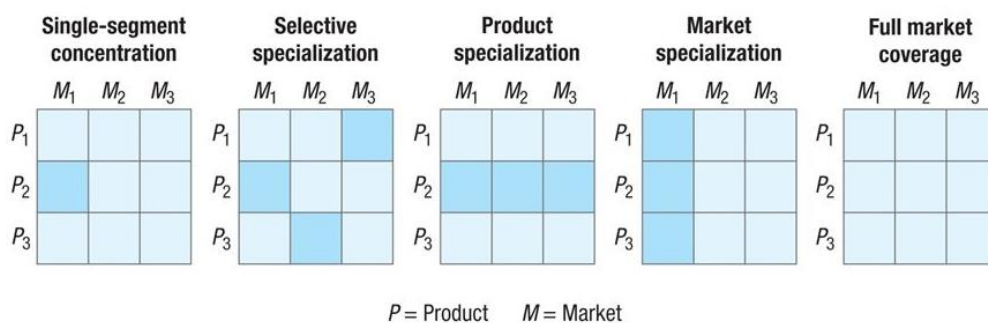 Single-segment
concentration
Selective
specialization
Product
specialization
Market
specialization
Full market
coverage
M1 M2 M3
M1 M2 M3
M1 M2 M3
M1 M2 M3
M1 M2 M3
P1
P2
P3
P1
P2
P3
P1
P2
P3
P1
P2
P3
P1
P2
P3
P = Product M = Market